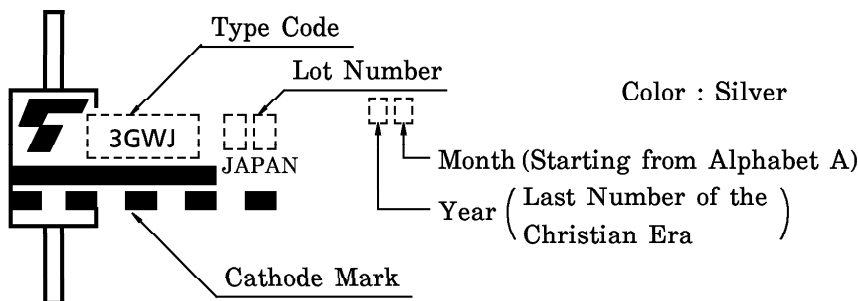 Type Code
Lot Number
Color : Silver
3GWJ
JAPAN
Month (Starting from Alphabet A)
Year (Last Number of the
Christian Era)
Cathode Mark